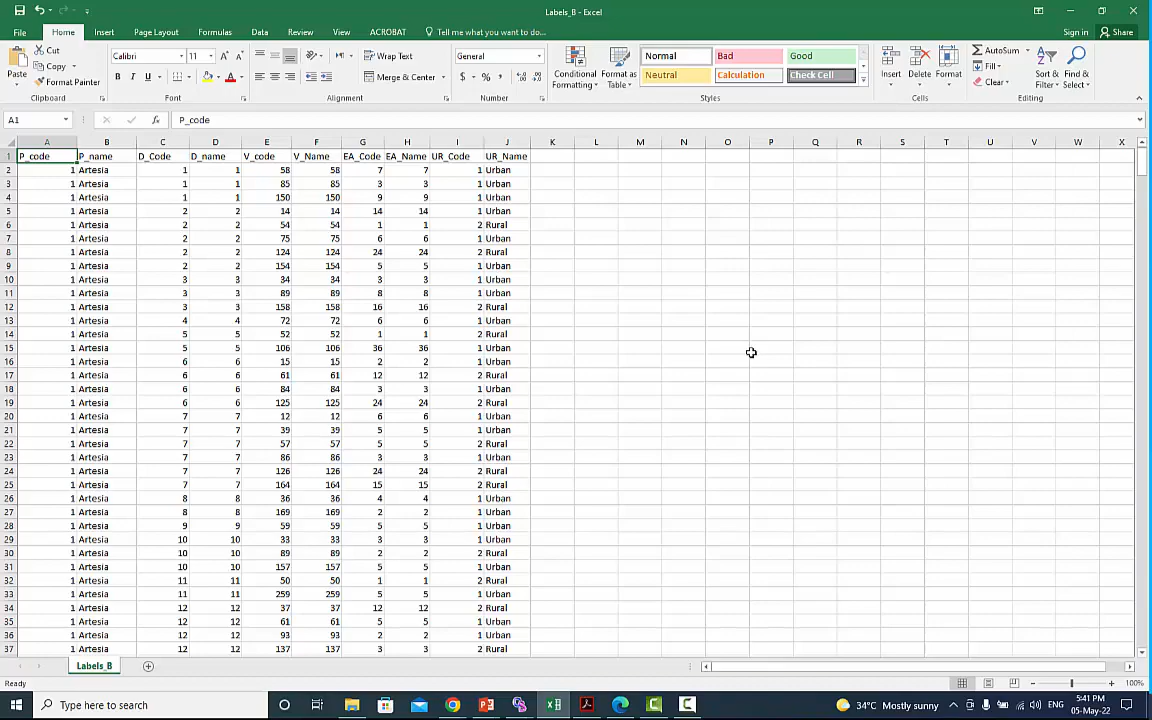 Labels_B - Excel
Sign in
Share
File Home Insert Page Layout Formulas Data Review View ACROBAT Tell me what you want to do...
Paste
Cut
Copy
Format Painter
Clipboard
Calibri 11
B I U
Font
Wrap Text
Merge & Center
Alignment
General
$ % ,
Number
Conditional Formatting
Format as Table
Normal Bad Good
Neutral Calculation Check Cell
Styles
Insert Delete Format
Cells
AutoSum
Fill
Clear
Sort & Filter
Find & Select
Editing
A1 fx P_code
A B C D E F G H I J K L M N O P Q R S T U V W X
1 P_code P_name D_Code D_name V_code V_Name EA_Code EA_Name UR_Code UR_Name
2 1 Artesia 1 1 58 58 7 7 1 Urban
3 1 Artesia 1 1 85 85 3 3 1 Urban
4 1 Artesia 1 1 150 150 9 9 1 Urban
5 1 Artesia 2 2 14 14 14 14 1 Urban
6 1 Artesia 2 2 54 54 1 1 2 Rural
7 1 Artesia 2 2 75 75 6 6 1 Urban
8 1 Artesia 2 2 124 124 24 24 2 Rural
9 1 Artesia 2 2 154 154 5 5 1 Urban
10 1 Artesia 3 3 34 34 3 3 1 Urban
11 1 Artesia 3 3 89 89 8 8 1 Urban
12 1 Artesia 3 3 158 158 16 16 2 Rural
13 1 Artesia 4 4 72 72 6 6 1 Urban
14 1 Artesia 5 5 52 52 1 1 2 Rural
15 1 Artesia 5 5 106 106 36 36 1 Urban
16 1 Artesia 6 6 15 15 2 2 1 Urban
17 1 Artesia 6 6 61 61 12 12 2 Rural
18 1 Artesia 6 6 84 84 3 3 1 Urban
19 1 Artesia 6 6 125 125 24 24 2 Rural
20 1 Artesia 7 7 12 12 6 6 1 Urban
21 1 Artesia 7 7 39 39 5 5 1 Urban
22 1 Artesia 7 7 57 57 5 5 2 Rural
23 1 Artesia 7 7 86 86 3 3 1 Urban
24 1 Artesia 7 7 126 126 24 24 2 Rural
25 1 Artesia 7 7 164 164 15 15 2 Rural
26 1 Artesia 8 8 36 36 4 4 1 Urban
27 1 Artesia 8 8 169 169 2 2 1 Urban
28 1 Artesia 9 9 59 59 5 5 1 Urban
29 1 Artesia 10 10 33 33 3 3 1 Urban
30 1 Artesia 10 10 89 89 2 2 2 Rural
31 1 Artesia 10 10 157 157 5 5 1 Urban
32 1 Artesia 11 11 50 50 1 1 2 Rural
33 1 Artesia 11 11 259 259 5 5 1 Urban
34 1 Artesia 12 12 37 37 12 12 2 Rural
35 1 Artesia 12 12 61 61 5 5 1 Urban
36 1 Artesia 12 12 93 93 2 2 1 Urban
37 1 Artesia 12 12 137 137 3 3 2 Rural
Labels_B
Ready
100%
Type here to search
34°C Mostly sunny
ENG
5:41 PM
05-May-22